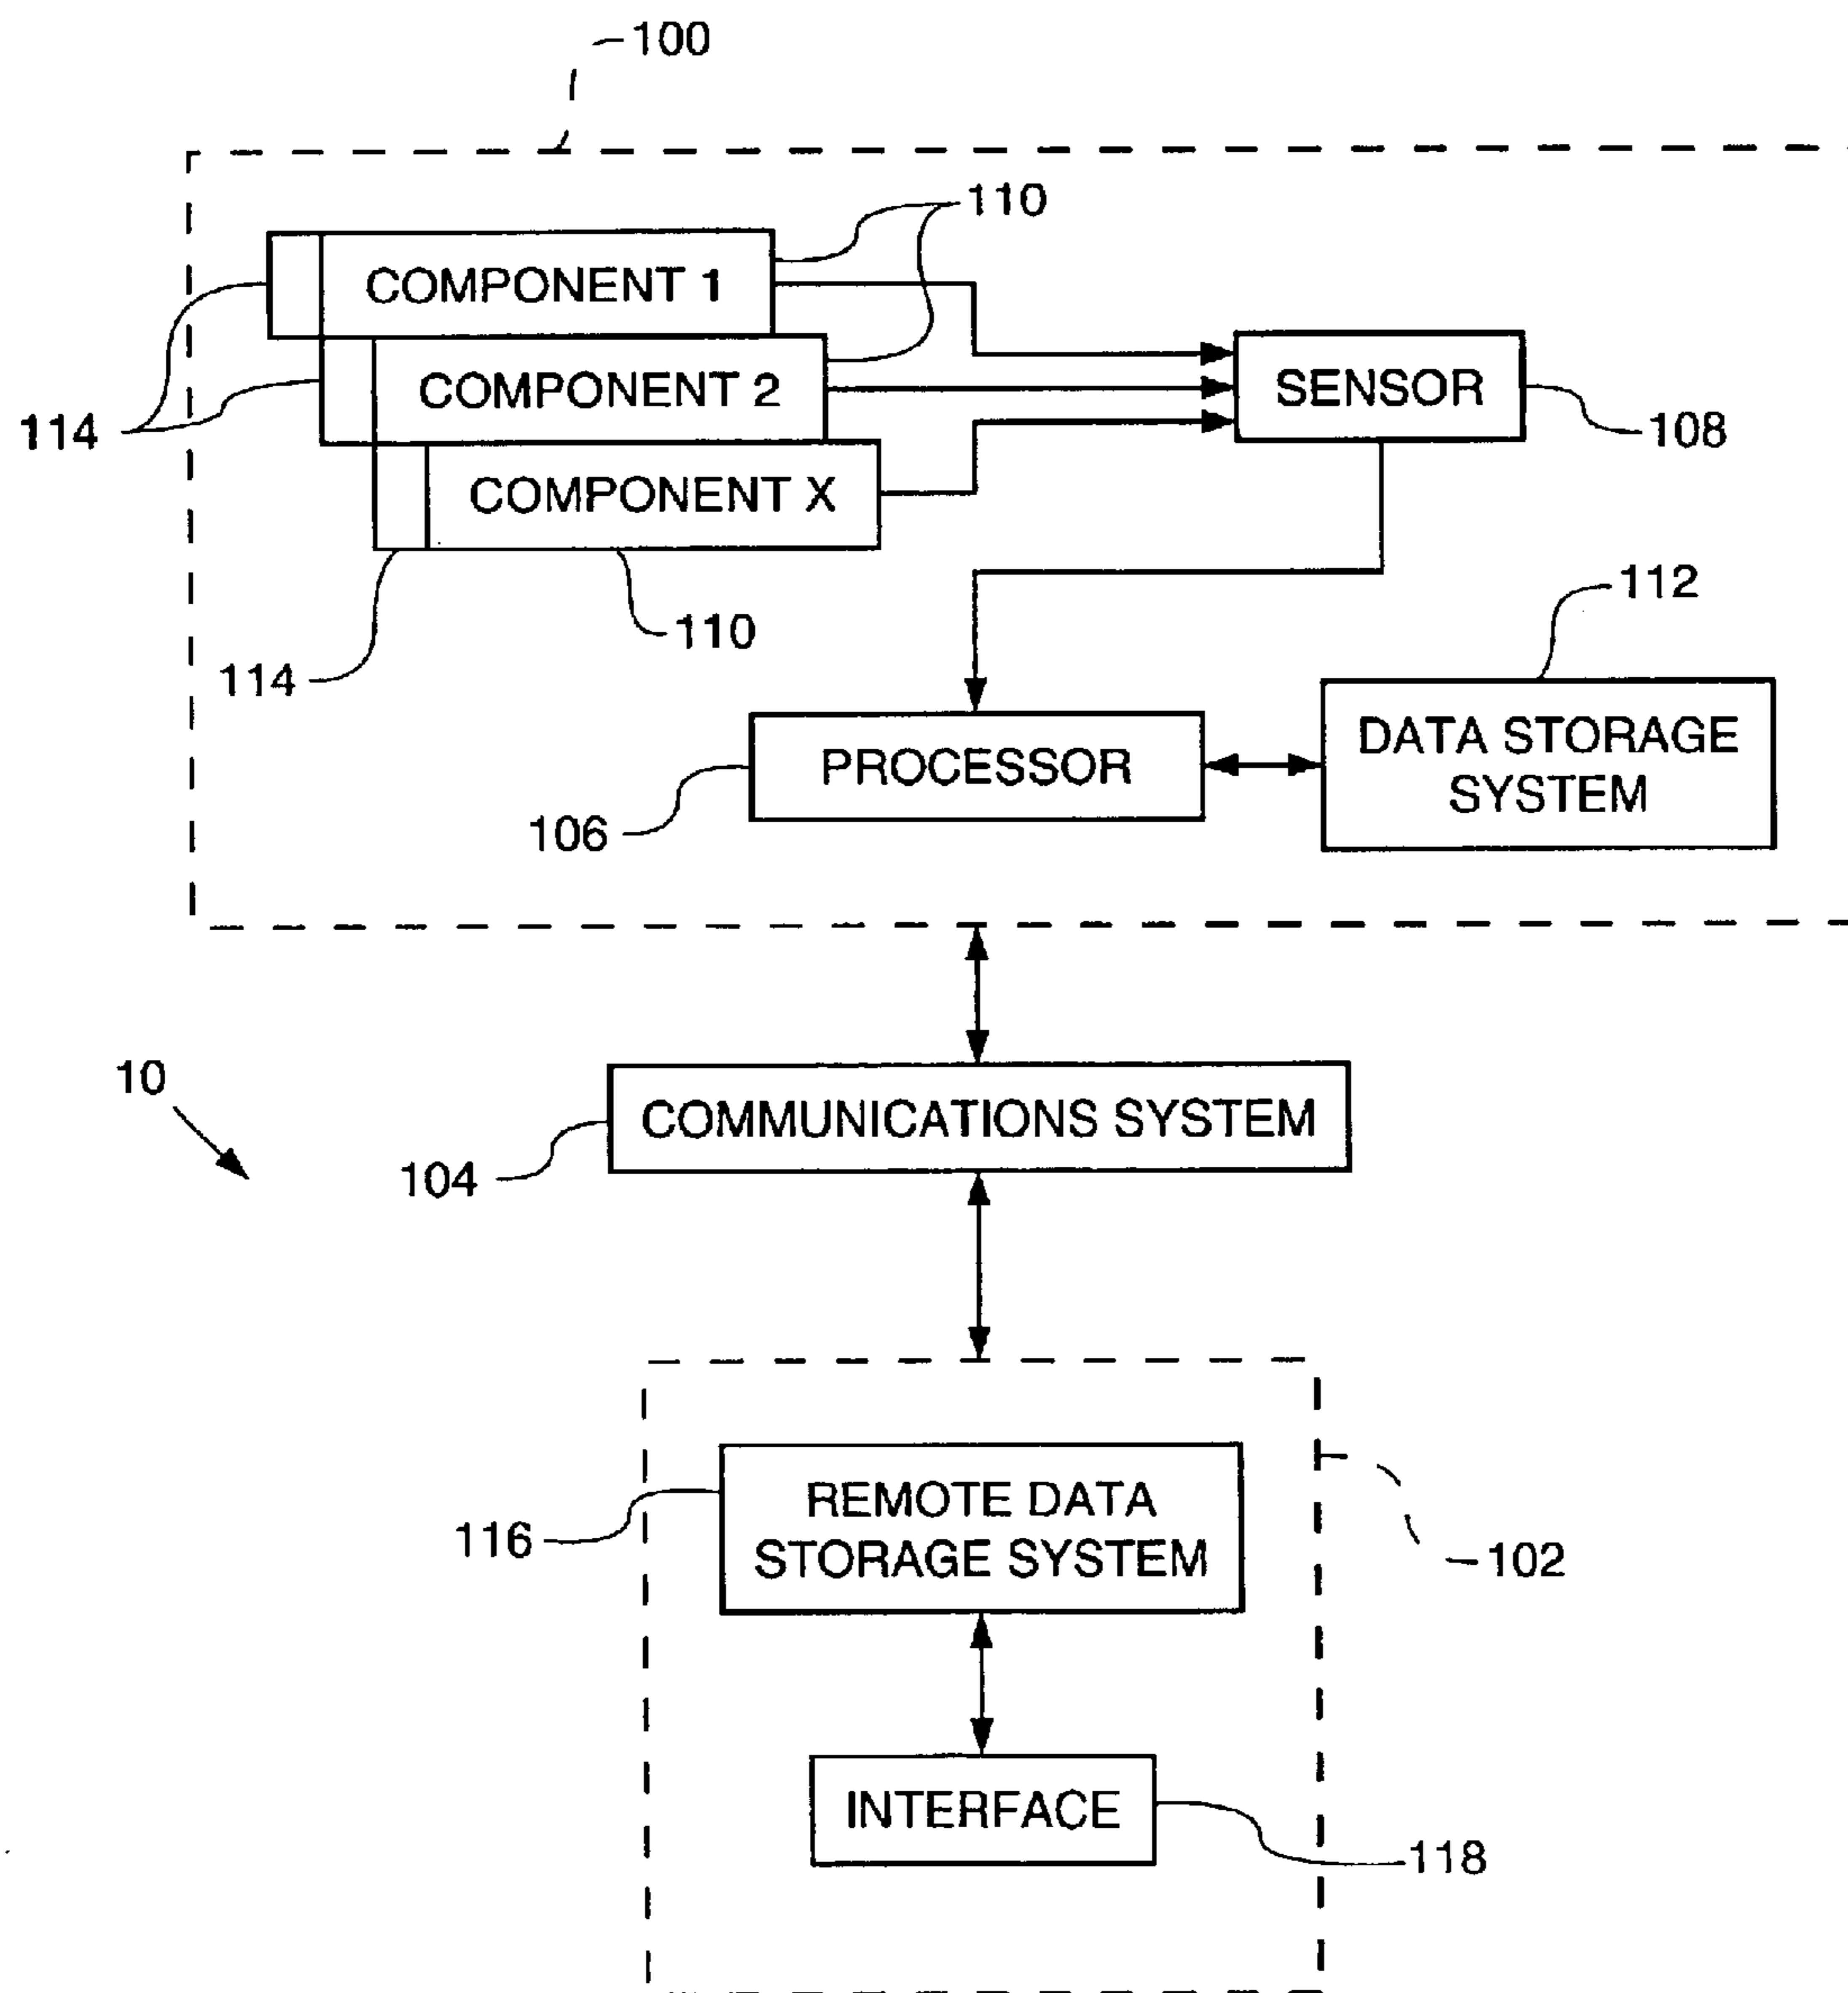 100
110
COMPONENT 1
COMPONENT 2
SENSOR
114
108
COMPONENT X
112
110
114
DATA STORAGE
SYSTEM
PROCESSOR
106
10
COMMUNICATIONS SYSTEM
104
REMOTE DATA
STORAGE SYSTEM
116
102
INTERFACE
118